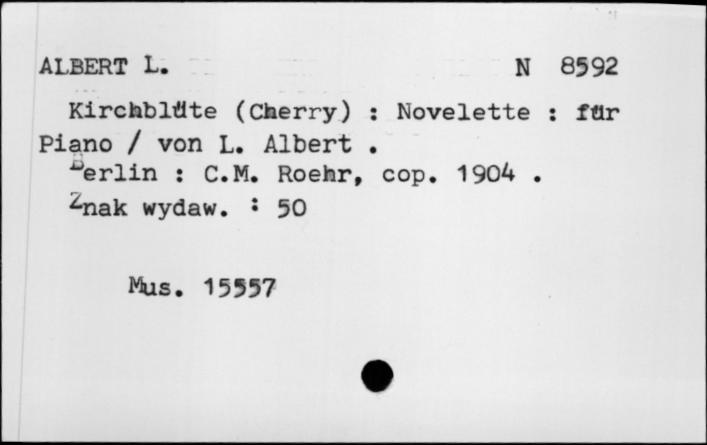 ALBERT L. N 8592
Kirchblüte (Cherry) : Novelette : für
Piano / von L. Albert .
Berlin : C.M. Roehr, cop. 1904 .
Znak wydaw. : 50
Mus. 15557